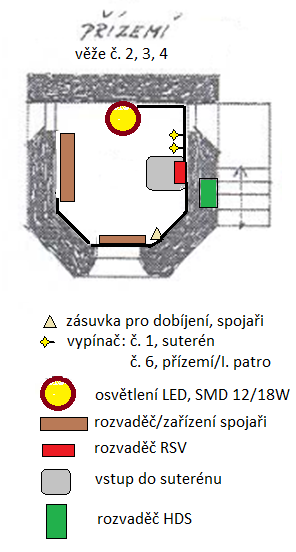 PŘÍZEMÍ
věže č. 2, 3, 4
zásuvka pro dobíjení, spojaři
vypínač: č. 1, suterén
č. 6, přízemí/I. patro
osvětlení LED, SMD 12/18W
rozvaděč/zařízení spojaři
rozvaděč RSV
vstup do suterénu
rozvaděč HDS